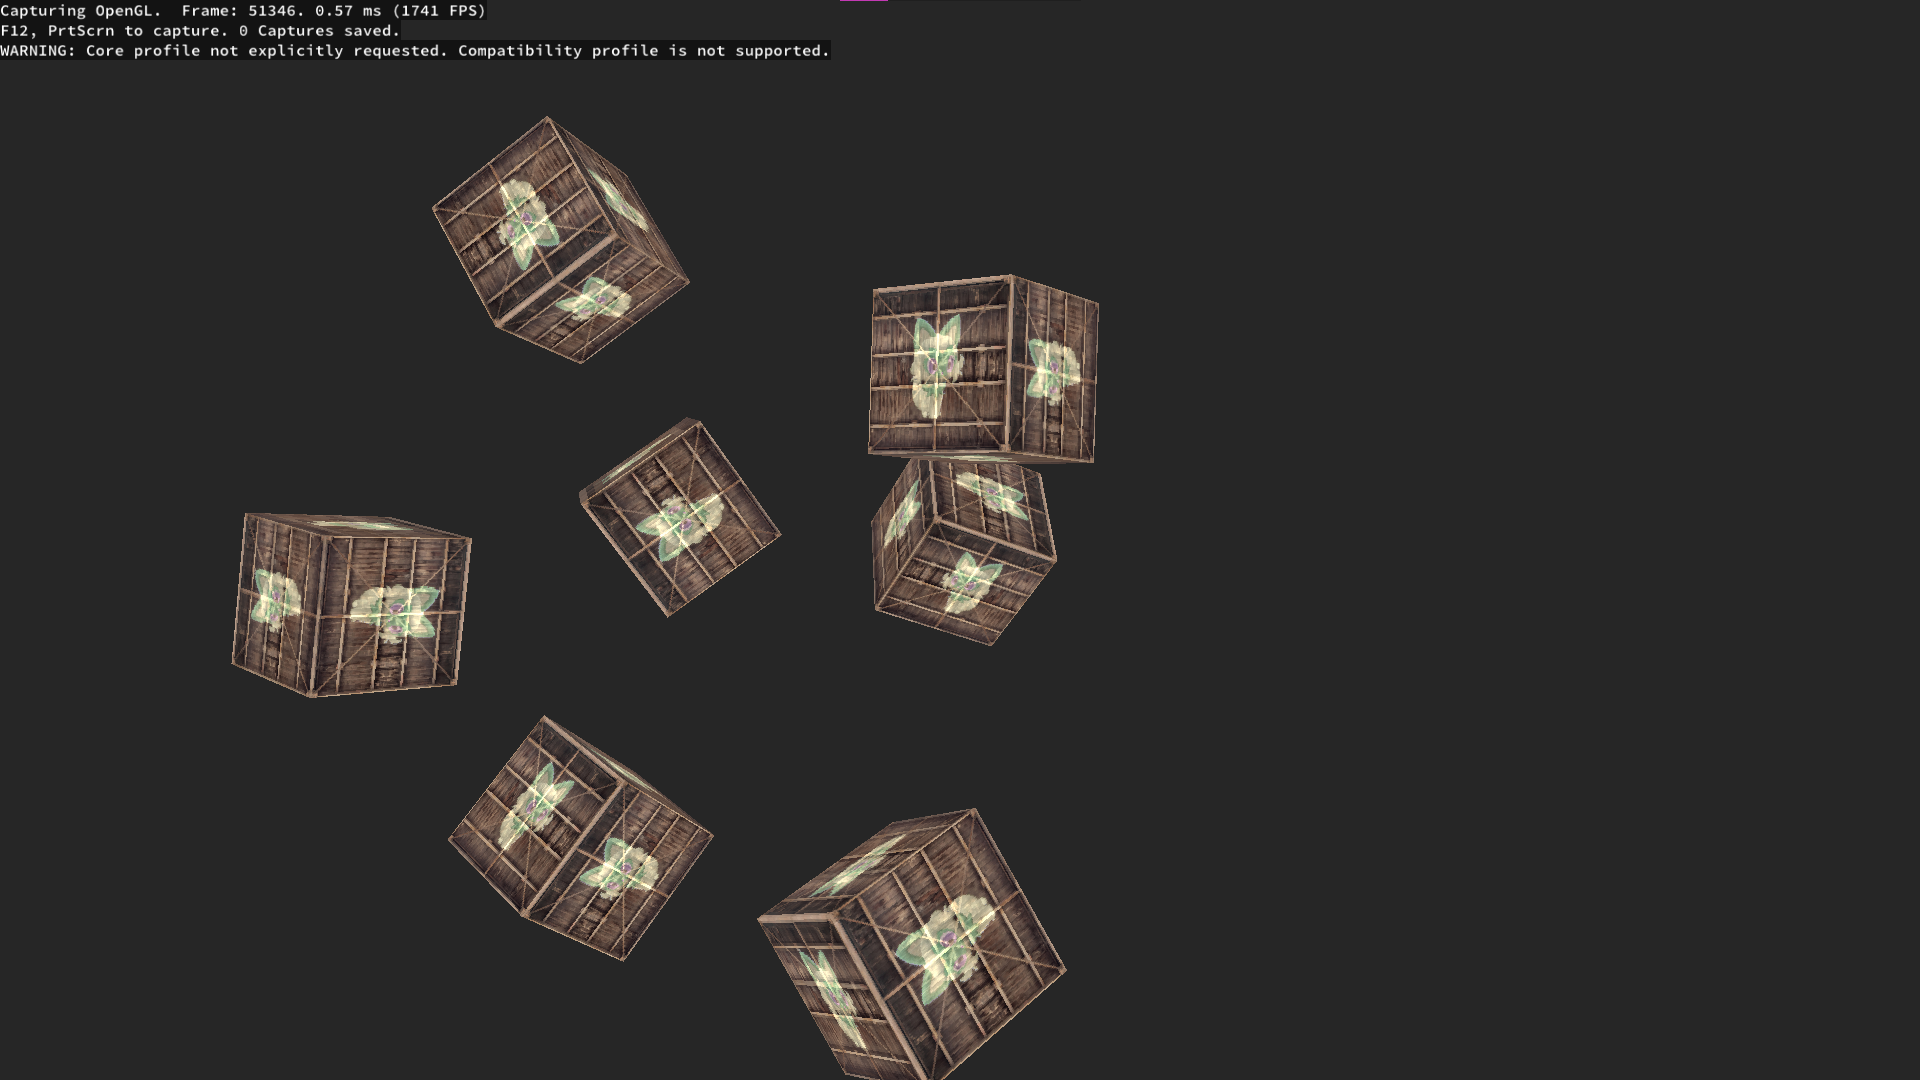 Capturing OpenGL.  Frame: 51346. 0.57 ms (1741 FPS)
F12, PrtScrn to capture. 0 Captures saved.
WARNING: Core profile not explicitly requested. Compatibility profile is not supported.